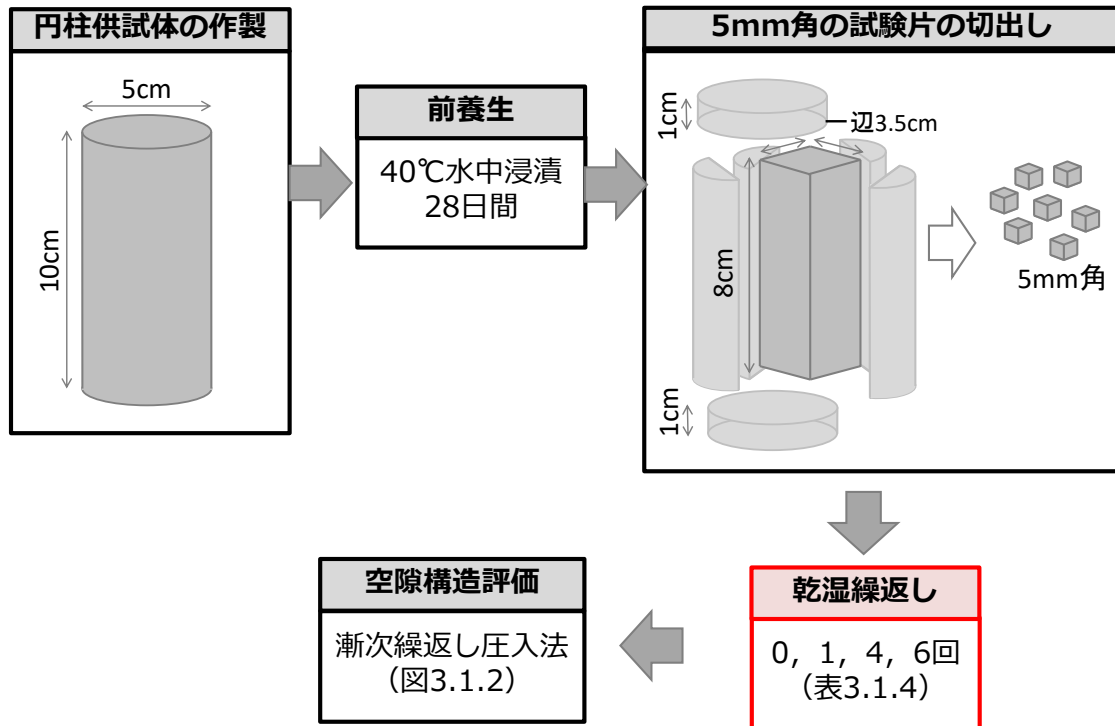 円柱供試体の作製
5cm
10cm
前養生
40℃水中浸漬
28日間
5mm角の試験片の切出し
1cm
一辺3.5cm
8cm
1cm
5mm角
乾湿繰返し
0, 1, 4, 6回
（表3.1.4）
空隙構造評価
漸次繰返し圧入法
（図3.1.2）